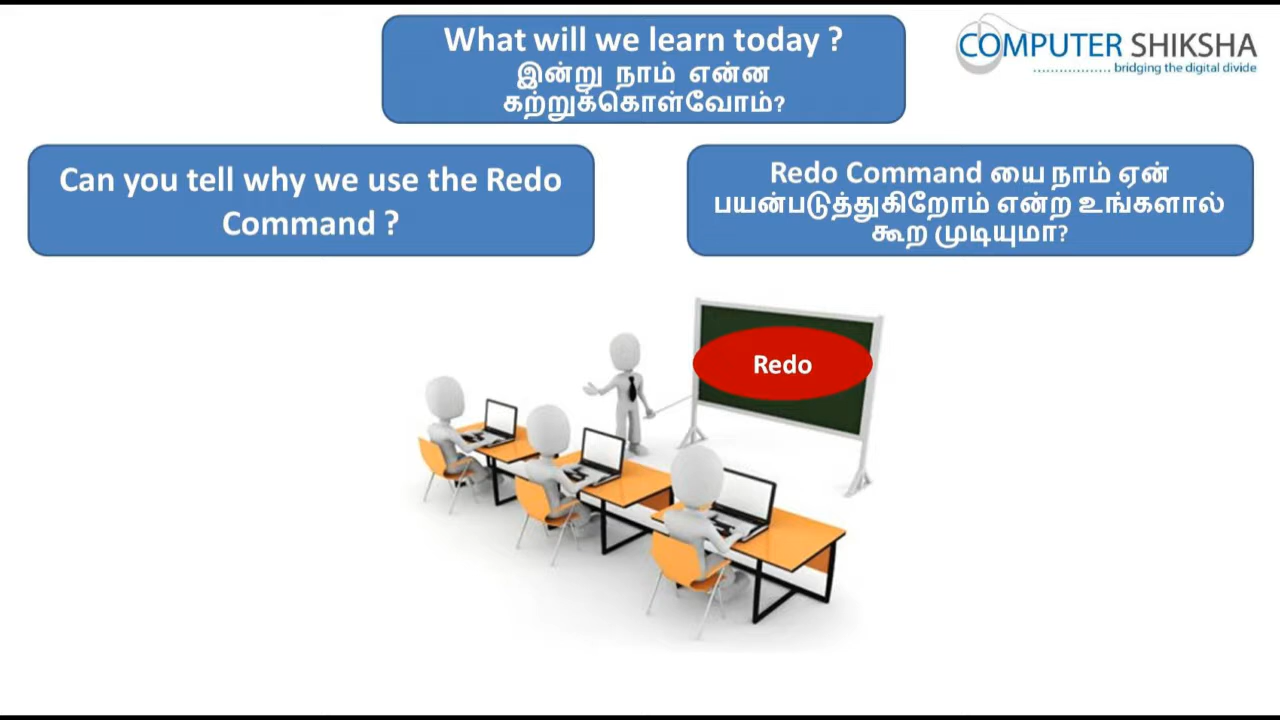 What will we learn today ?
இன்று நாம் என்ன
கற்றுக்கொள்வோம்?
COMPUTER SHIKSHA
bridging the digital divide
Can you tell why we use the Redo
Command ?
Redo Command யை நாம் ஏன்
பயன்படுத்துகிறோம் என்ற உங்களால்
கூற முடியுமா?
Redo